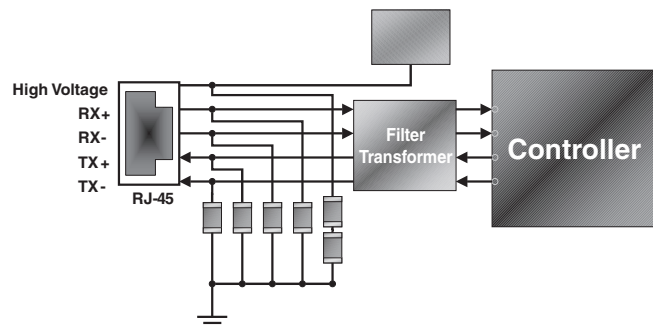 High Voltage
RX+
RX-
TX+
TX-
RJ-45
Filter
Transformer
Controller